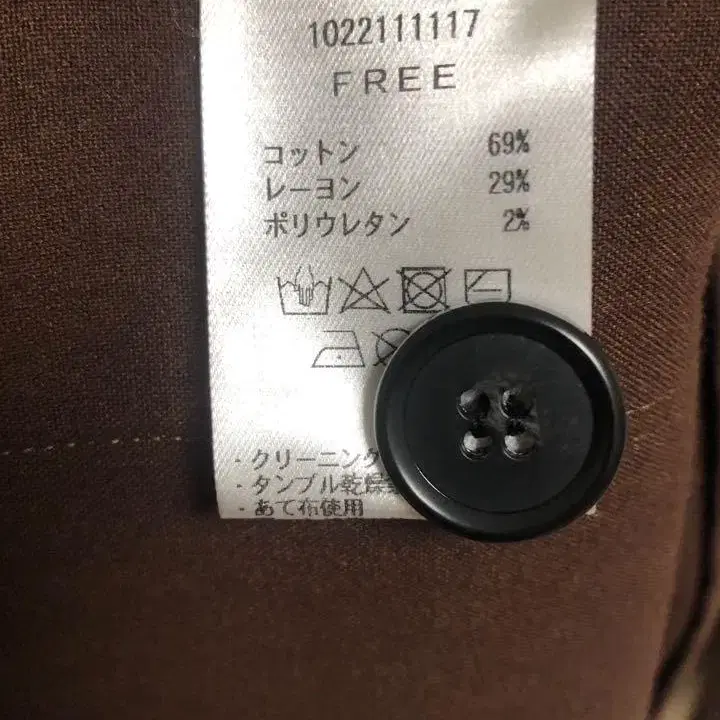 1022111117
FREE
コットン 69%
レーヨン 29%
ポリウレタン 2%
・クリーニング
・タンブル乾燥
・あて布使用